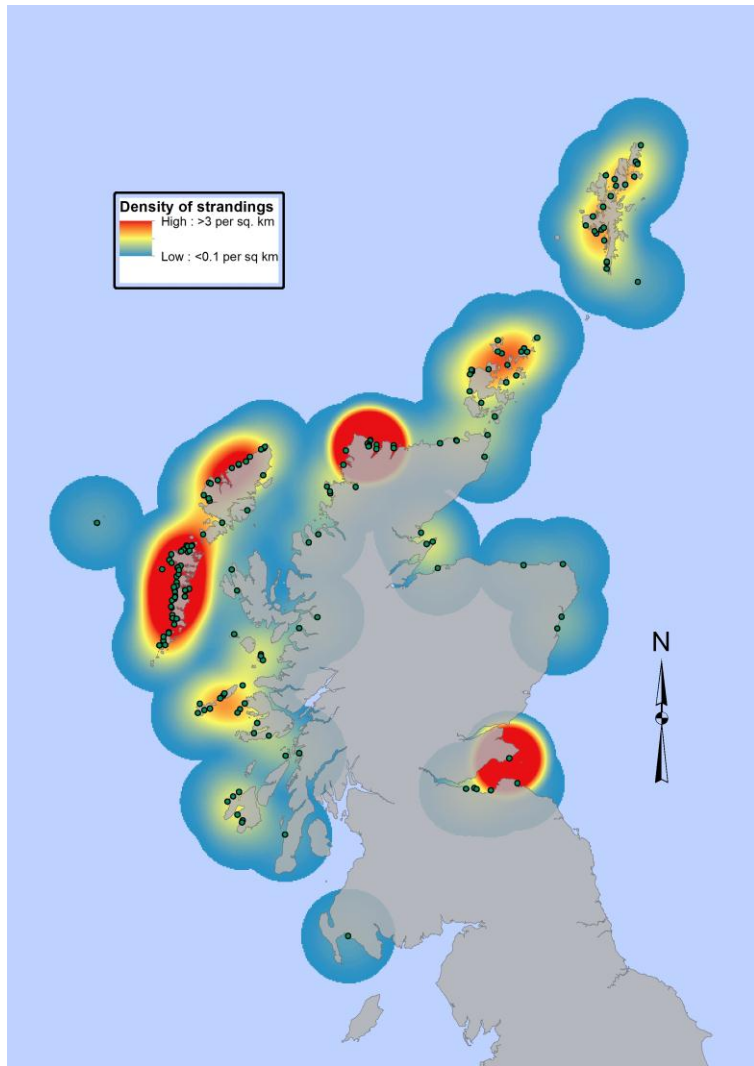 Density of strandings
High : >3 per sq. km
Low : <0.1 per sq km
N